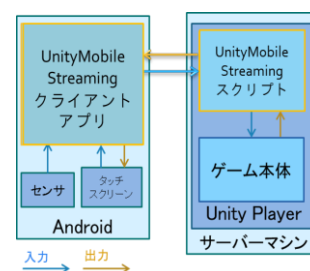 UnityMobile
Streaming
クライアント
アプリ
センサ
タッチ
スクリーン
Android
UnityMobile
Streaming
スクリプト
ゲーム本体
Unity Player
サーバーマシン
入力
出力